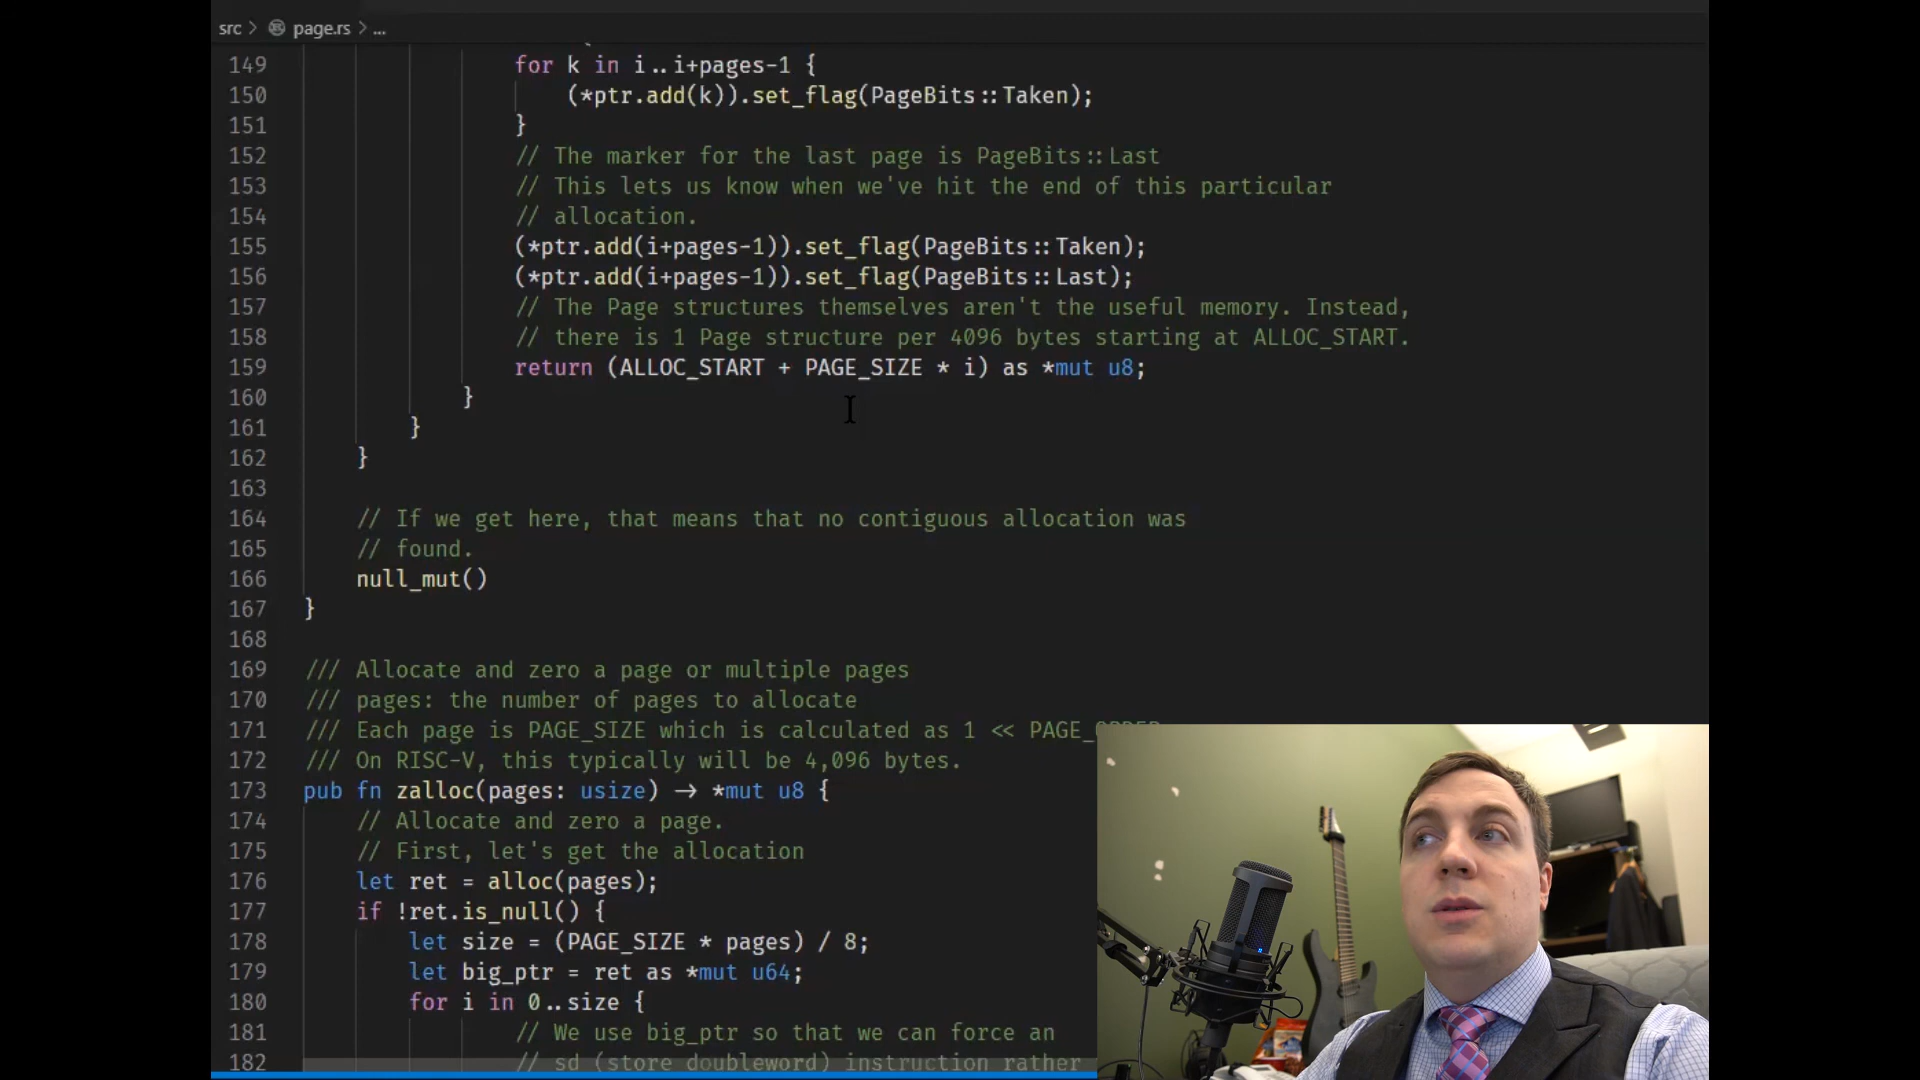 src > page.rs > ...
149 for k in i..i+pages-1 {
150 (*ptr.add(k)).set_flag(PageBits::Taken);
151 }
152 // The marker for the last page is PageBits::Last
153 // This lets us know when we've hit the end of this particular
154 // allocation.
155 (*ptr.add(i+pages-1)).set_flag(PageBits::Taken);
156 (*ptr.add(i+pages-1)).set_flag(PageBits::Last);
157 // The Page structures themselves aren't the useful memory. Instead,
158 // there is 1 Page structure per 4096 bytes starting at ALLOC_START.
159 return (ALLOC_START + PAGE_SIZE * i) as *mut u8;
160 }
161 }
162 }
163
164 // If we get here, that means that no contiguous allocation was
165 // found.
166 null_mut()
167 }
168
169 /// Allocate and zero a page or multiple pages
170 /// pages: the number of pages to allocate
171 /// Each page is PAGE_SIZE which is calculated as 1 << PAGE_
172 /// On RISC-V, this typically will be 4,096 bytes.
173 pub fn zalloc(pages: usize) -> *mut u8 {
174 // Allocate and zero a page.
175 // First, let's get the allocation
176 let ret = alloc(pages);
177 if !ret.is_null() {
178 let size = (PAGE_SIZE * pages) / 8;
179 let big_ptr = ret as *mut u64;
180 for i in 0..size {
181 // We use big_ptr so that we can force an
182 // sd (store doubleword) instruction rather